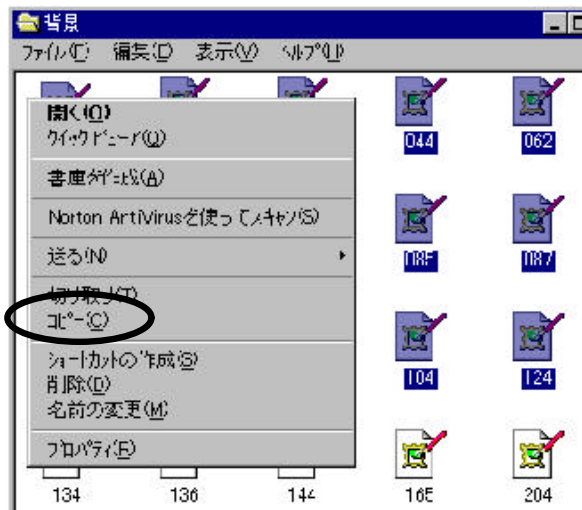 背景
ファイル(F) 編集(E) 表示(V) ヘルプ(H)
開く(O)
クイック ビューア(Q)
044 062
書庫が作成(A)
Norton AntiVirusを使ってスキャン(S)
085 087
送る(N)
切り取り(T)
コピー(C)
ショートカットの作成(S)
104 124
削除(D)
名前の変更(M)
プロパティ(R)
134 136 144 165 204